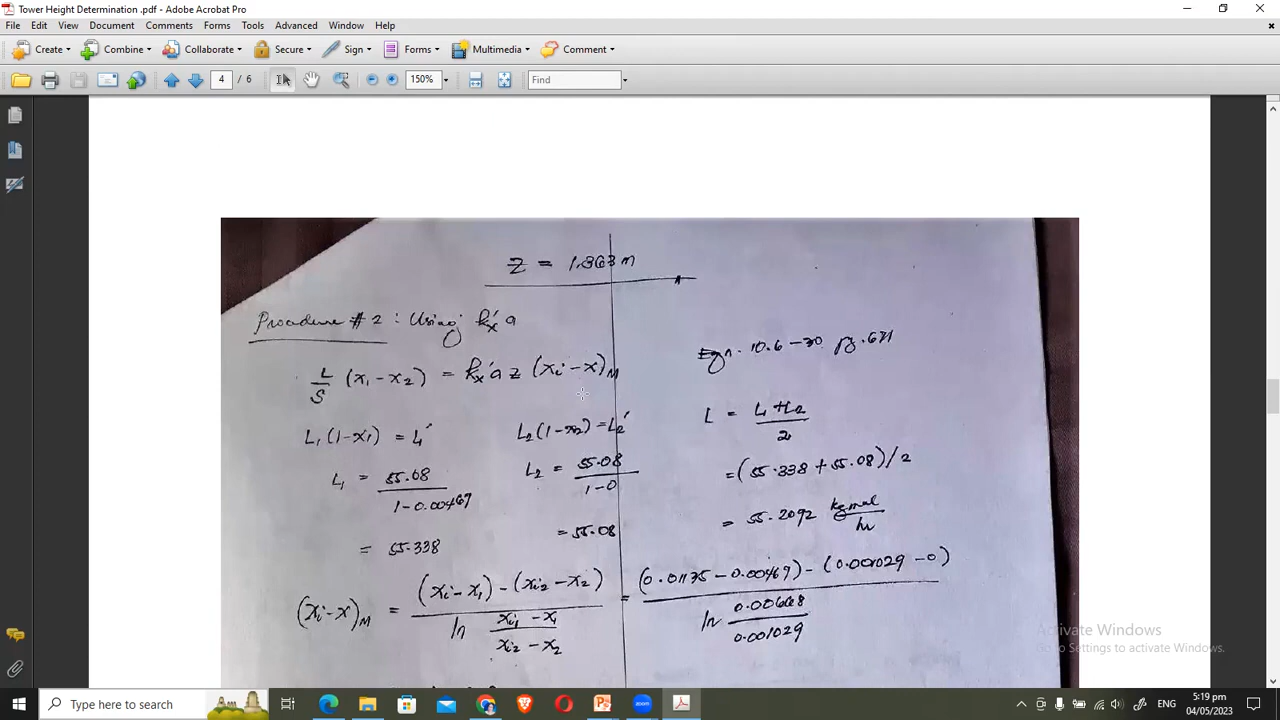 Tower Height Determination .pdf - Adobe Acrobat Pro
File Edit View Document Comments Forms Tools Advanced Window Help
Create Combine Collaborate Secure Sign Forms Multimedia Comment
4 / 6 150% Find
Z = 1.363 m
Procedure # 2 : Using kx'a
Eqn. 10.6-30 pg. 631
L/S (x1 - x2) = kx'a z (xi - x)M
L1 (1 - x1) = L' L2 (1 - x2) = L2' L = (L1 + L2)/2
L1 = 55.08/(1 - 0.00467) L2 = 55.08/(1 - 0) = (55.338 + 55.08)/2
= 55.338 = 55.08 = 55.2092 kgmol/hr
(xi - x)M = ((xi - x1) - (xi2 - x2))/(ln (xi1 - x1)/(xi2 - x2)) = ((0.01135 - 0.00467) - (0.001029 - 0))/(ln 0.00668/0.001029)
Activate Windows
Go to Settings to activate Windows.
Type here to search
ENG
5:19 pm
04/05/2023